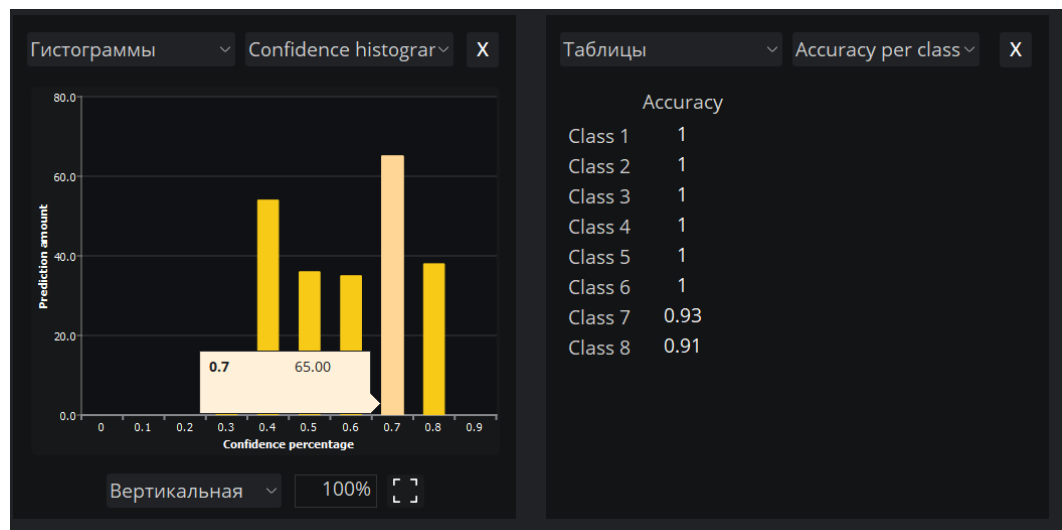 Гистограммы Confidence histograr X
80.0
60.0
40.0
20.0
0.0
Prediction amount
0.7 65.00
0 0.1 0.2 0.3 0.4 0.5 0.6 0.7 0.8 0.9
Confidence percentage
Вертикальная 100%
Таблицы Accuracy per class X
Accuracy
Class 1 1
Class 2 1
Class 3 1
Class 4 1
Class 5 1
Class 6 1
Class 7 0.93
Class 8 0.91